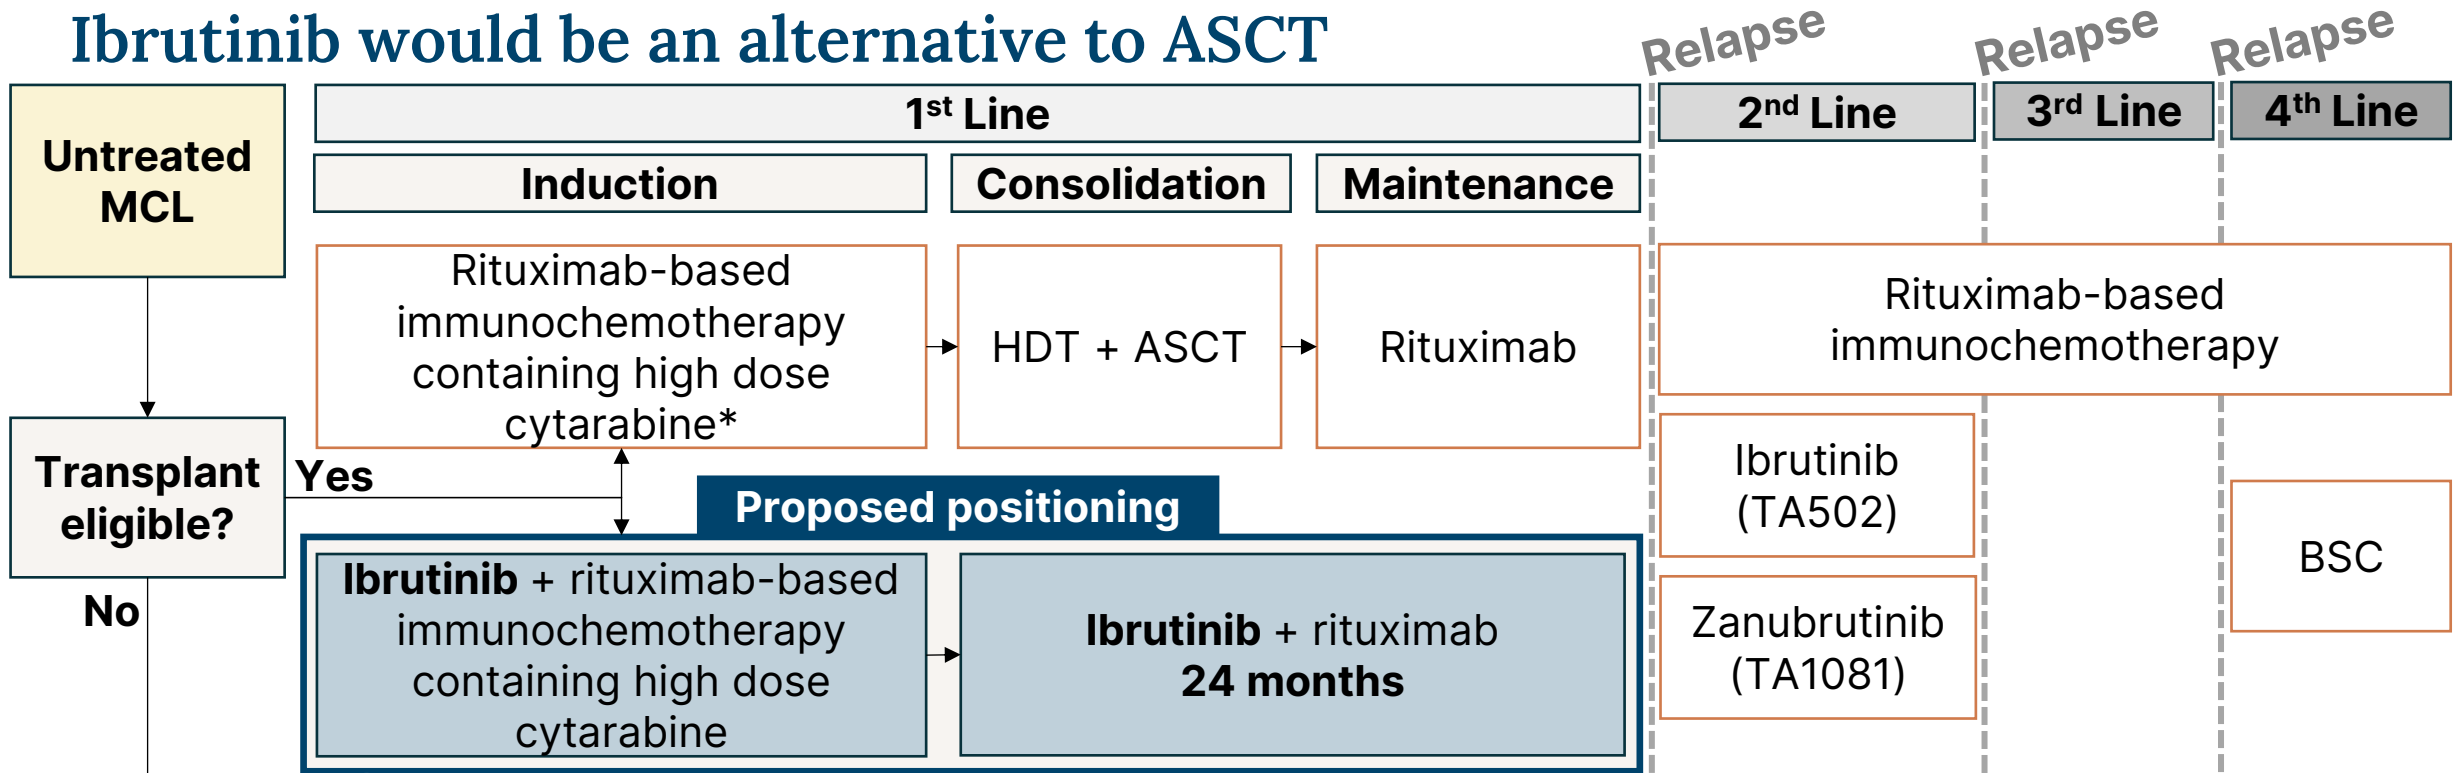 Ibrutinib would be an alternative to ASCT
Relapse
Relapse
Relapse
Untreated
MCL
1st Line
2nd Line
3rd Line
4th Line
Induction
Consolidation
Maintenance
Rituximab-based
immunochemotherapy
containing high dose
cytarabine*
HDT + ASCT
Rituximab
Rituximab-based
immunochemotherapy
Transplant
eligible?
Yes
No
Proposed positioning
Ibrutinib + rituximab-based
immunochemotherapy
containing high dose
cytarabine
Ibrutinib + rituximab
24 months
Ibrutinib
(TA502)
Zanubrutinib
(TA1081)
BSC